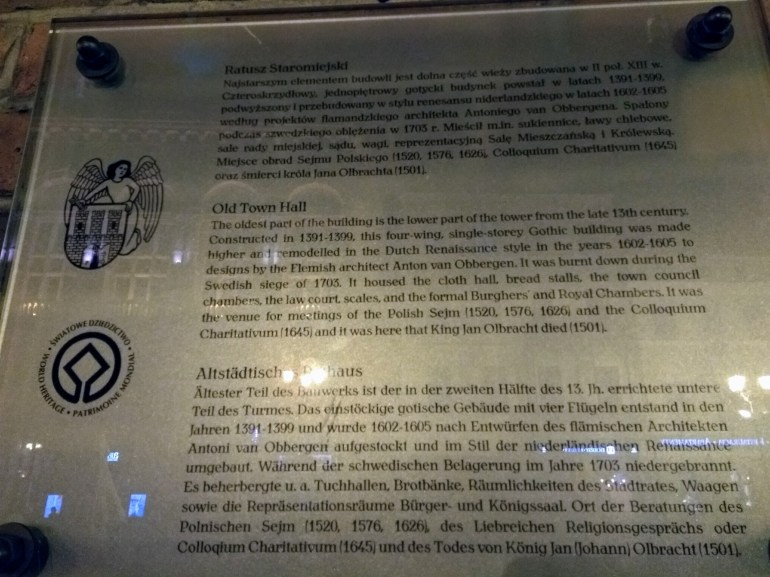 Ratusz Staromiejski
Najstarszym elementem budowli jest dolna część wieży zbudowana w II poł. XIII w.
Czteroskrzydłowy, jednopiętrowy gotycki budynek powstał w latach 1391-1399,
podwyższony i przebudowany w stylu renesansu niderlandzkiego w latach 1602-1605
według projektów flamandzkiego architekta Antoniego van Obbergena. Spalony
podczas szwedzkiego oblężenia w 1703 r. Mieścił m.in. sukiennice, ławy chlebowe,
sale rady miejskiej, sądu, wagi, reprezentacyjną Salę Mieszczańską i Królewską.
Miejsce obrad Sejmu Polskiego (1520, 1576, 1626), Colloquium Charitativum (1645)
oraz śmierci króla Jana Olbrachta (1501).
Old Town Hall
The oldest part of the building is the lower part of the tower from the late 13th century.
Constructed in 1391-1399, this four-wing, single-storey Gothic building was made
higher and remodelled in the Dutch Renaissance style in the years 1602-1605 to
designs by the Flemish architect Anton van Obbergen. It was burnt down during the
Swedish siege of 1703. It housed the cloth hall, bread stalls, the town council
chambers, the law court, scales, and the formal Burghers' and Royal Chambers. It was
the venue for meetings of the Polish Sejm (1520, 1576, 1626) and the Colloquium
Charitativum (1645) and it was here that King Jan Olbracht died (1501).
ŚWIATOWE DZIEDZICTWO • WORLD HERITAGE • PATRIMOINE MONDIAL •
Altstädtisches Rathaus
Ältester Teil des Bauwerks ist der in der zweiten Hälfte des 13. Jh. errichtete untere
Teil des Turmes. Das einstöckige gotische Gebäude mit vier Flügeln entstand in den
Jahren 1391-1399 und wurde 1602-1605 nach Entwürfen des flämischen Architekten
Antoni van Obbergen aufgestockt und im Stil der niederländischen Renaissance
umgebaut. Während der schwedischen Belagerung im Jahre 1703 niedergebrannt.
Es beherbergte u. a. Tuchhallen, Brotbänke, Räumlichkeiten des Stadtrates, Waagen
sowie die Repräsentationsräume Bürger- und Königssaal. Ort der Beratungen des
Polnischen Sejm (1520, 1576, 1626), des Liebreichen Religionsgesprächs oder
Colloqium Charitativum (1645) und des Todes von König Jan (Johann) Olbracht (1501).